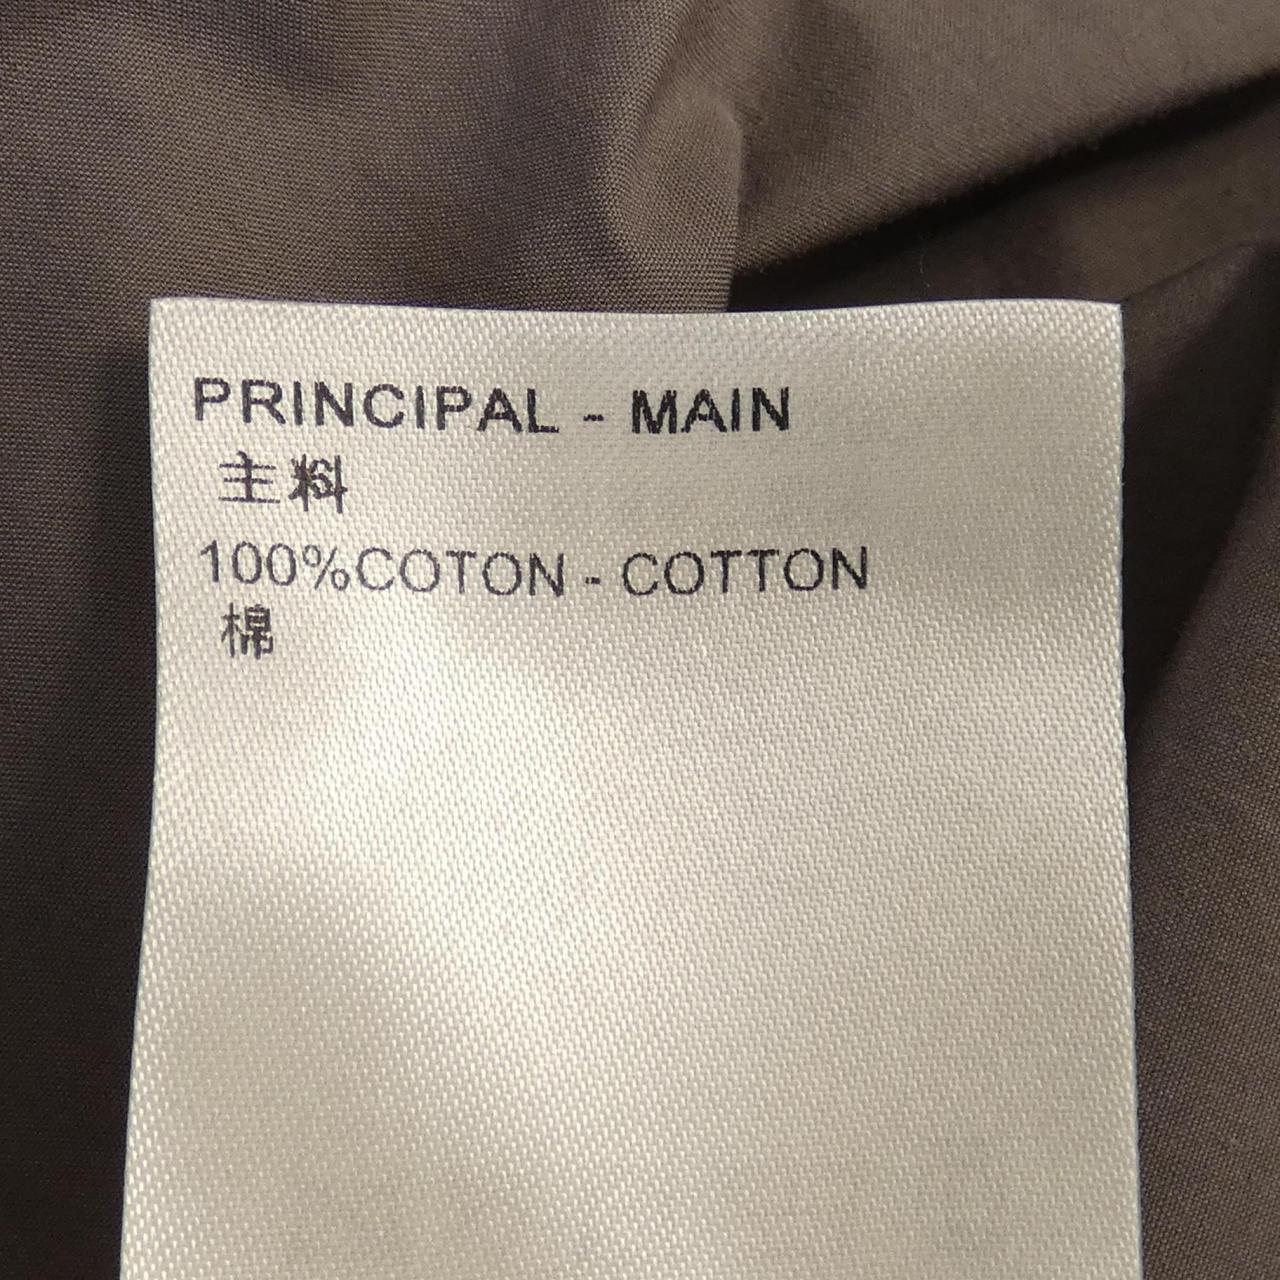 PRINCIPAL - MAIN
主料
100%COTON - COTTON
棉